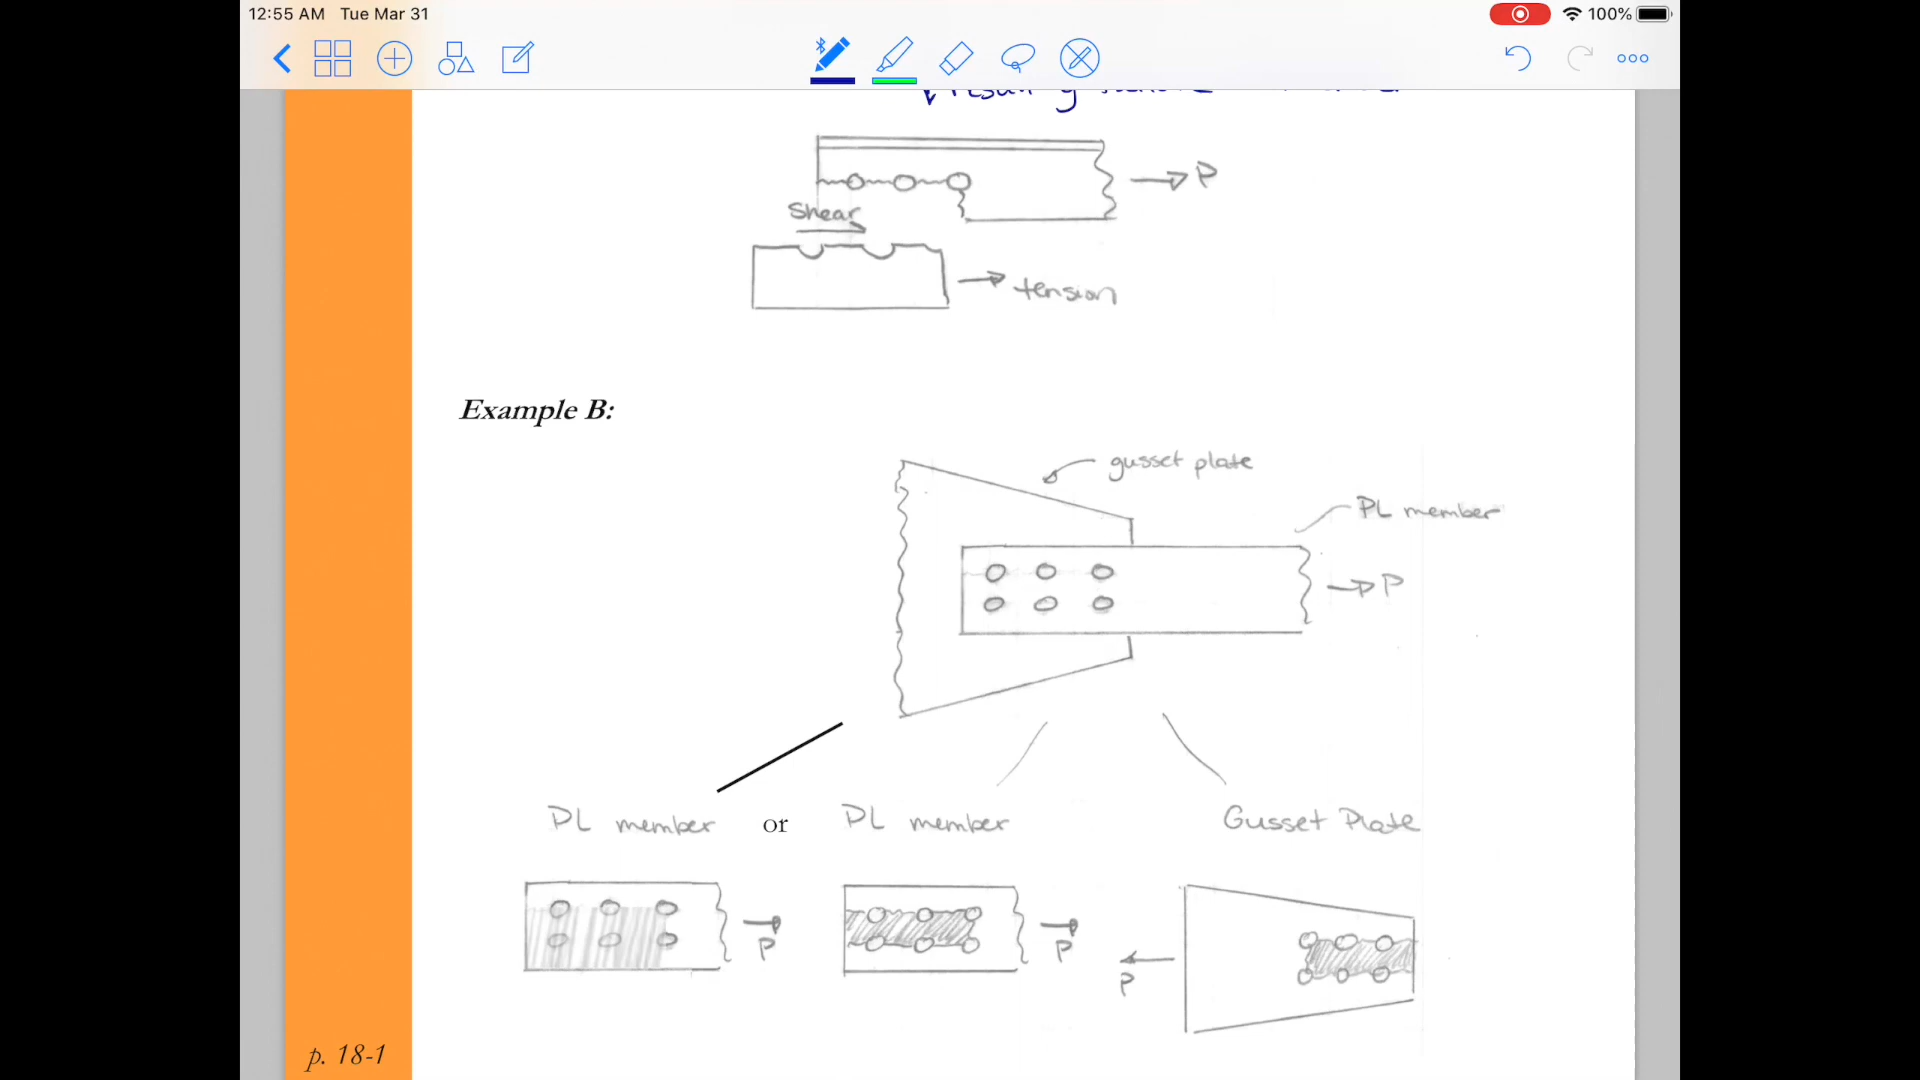 12:55 AM Tue Mar 31
100%
P
Shear
tension
Example B:
gusset plate
PL member
P
PL member or PL member
Gusset Plate
P
P
P
p. 18-1